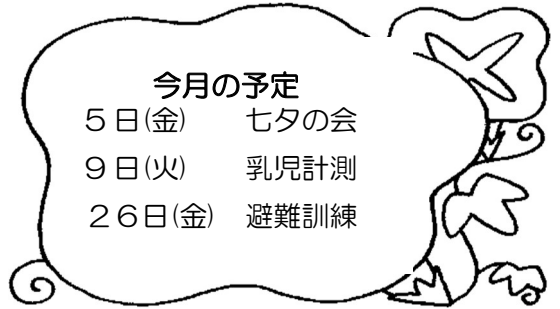 今月の予定
５日(金)　　七夕の会
９日(火)　　乳児計測
２６日(金)　避難訓練